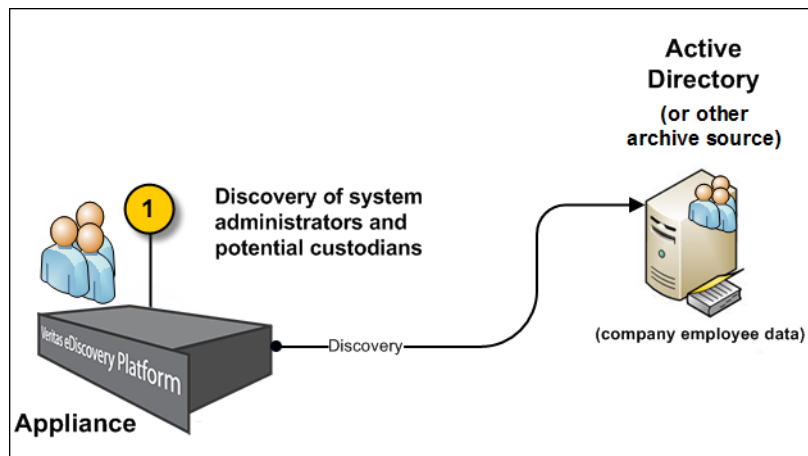 Active
Directory
(or other
archive source)
1
Discovery of system
administrators and
potential custodians
Veritas eDiscovery Platform
Discovery
(company employee data)
Appliance